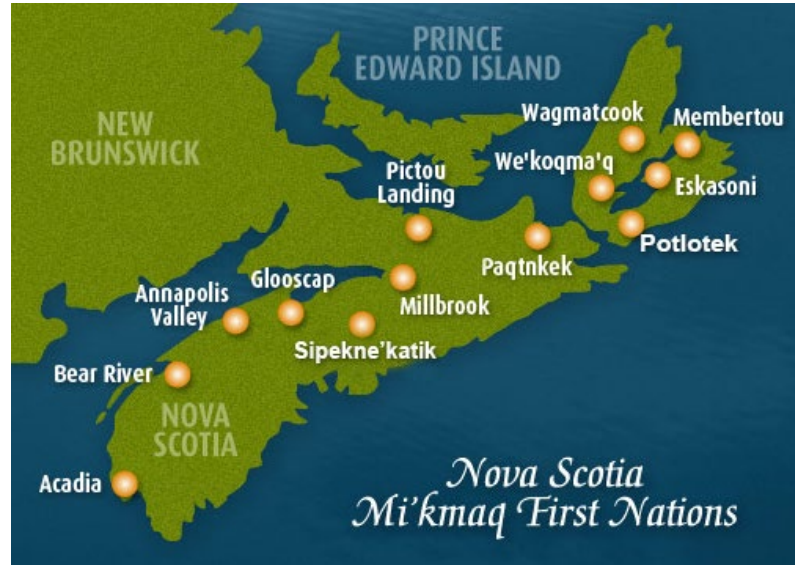 PRINCE
EDWARD ISLAND
NEW
BRUNSWICK
Wagmatcook
Membertou
We'koqma'q
Eskasoni
Pictou
Landing
Potlotek
Paqtnkek
Glooscap
Millbrook
Annapolis
Valley
Sipekne’katik
Bear River
NOVA
SCOTIA
Acadia
Nova Scotia
Mi’kmaq First Nations